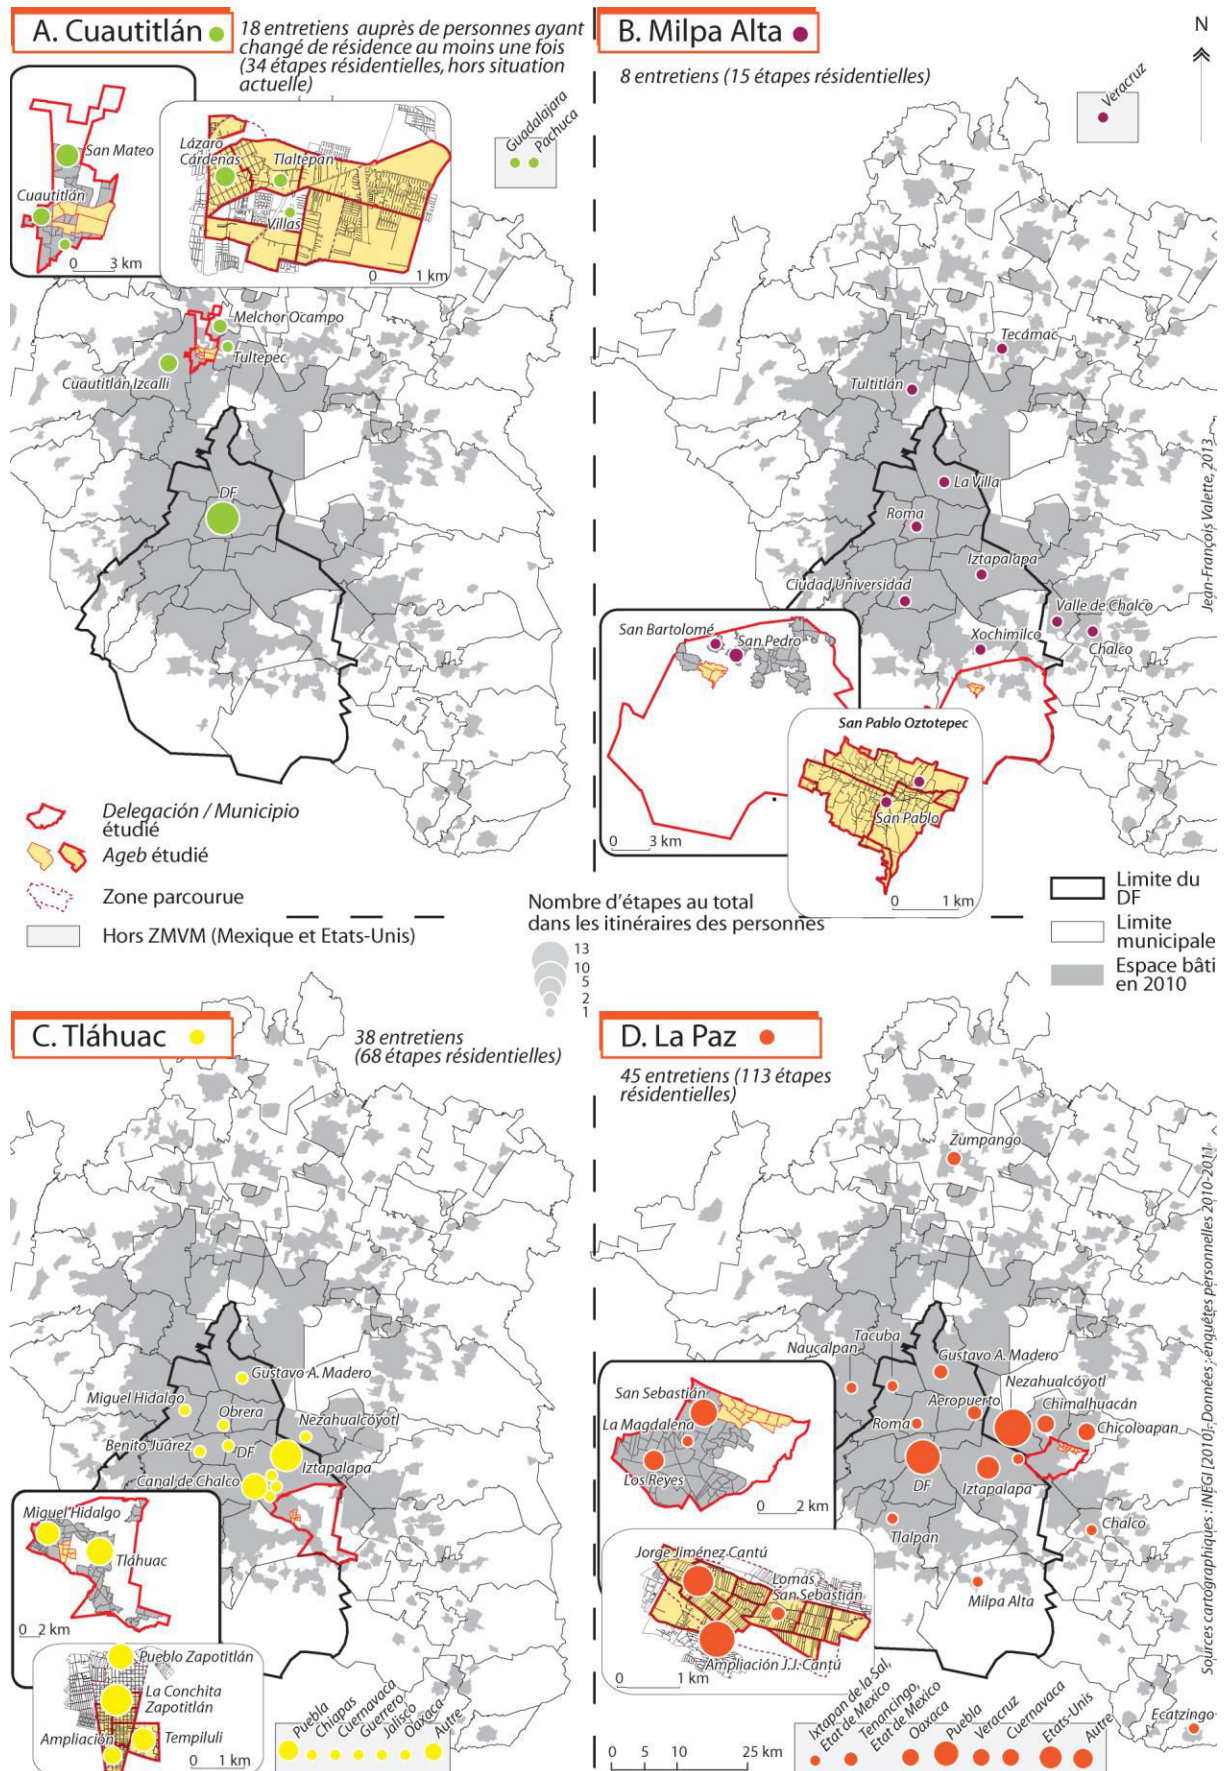 A. Cuautitlán
18 entretiens auprès de personnes ayant
changé de résidence au moins une fois
(34 étapes résidentielles, hors situation
actuelle)
San Mateo
Cuautitlán
0 3 km
Lázaro
Cárdenas
Tlaltepan
Villas
0 1 km
Guadalajara
Pachuca
Melchor Ocampo
Tultepec
Cuautitlán Izcalli
DF
Delegación / Municipio
étudié
Ageb étudié
Zone parcourue
Hors ZMVM (Mexique et Etats-Unis)
B. Milpa Alta
8 entretiens (15 étapes résidentielles)
N
Veracruz
Tecámac
Tultitlán
La Villa
Roma
Iztapalapa
Ciudad Universidad
Valle de Chalco
Xochimilco
Chalco
San Bartolomé
San Pedro
0 3 km
San Pablo Oztotepec
San Pablo
0 1 km
Jean-François Valette, 2013
Nombre d'étapes au total
dans les itinéraires des personnes
13
10
5
2
1
Limite du
DF
Limite
municipale
Espace bâti
en 2010
C. Tláhuac
38 entretiens
(68 étapes résidentielles)
Gustavo A. Madero
Miguel Hidalgo
Obrera
Nezahualcóyotl
Benito Juárez
DF
Iztapalapa
Canal de Chalco
Miguel Hidalgo
Tláhuac
0 2 km
Pueblo Zapotitlán
La Conchita
Zapotitlán
Ampliación
Tempiluli
0 1 km
Puebla
Chiapas
Cuernavaca
Guerrero
Jalisco
Oaxaca
Autre
D. La Paz
45 entretiens (113 étapes
résidentielles)
Zumpango
Tacuba
Naucalpan
Gustavo A. Madero
Nezahualcóyotl
Aeropuerto
Chimalhuacán
Roma
Chicoloapan
DF
Iztapalapa
Tlalpan
Chalco
Milpa Alta
Ecatzingo
San Sebastián
La Magdalena
Los Reyes
0 2 km
Jorge Jiménez Cantú
Lomas
San Sebastián
Ampliación J.J. Cantú
0 1 km
0 5 10 25 km
Ixtapan de la Sal,
Etat de Mexico
Tenancingo,
Etat de Mexico
Oaxaca
Puebla
Veracruz
Cuernavaca
Etats-Unis
Autre
Sources cartographiques : INEGI [2010]; Données : enquêtes personnelles 2010-2011